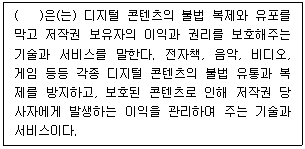 (    )은(는) 디지털 콘텐츠의 불법 복제와 유포를
막고 저작권 보유자의 이익과 권리를 보호해주는
기술과 서비스를 말한다. 전자책, 음악, 비디오,
게임 등등 각종 디지털 콘텐츠의 불법 유통과 복
제를 방지하고, 보호된 콘텐츠로 인해 저작권 당
사자에게 발생하는 이익을 관리하여 주는 기술과
서비스이다.